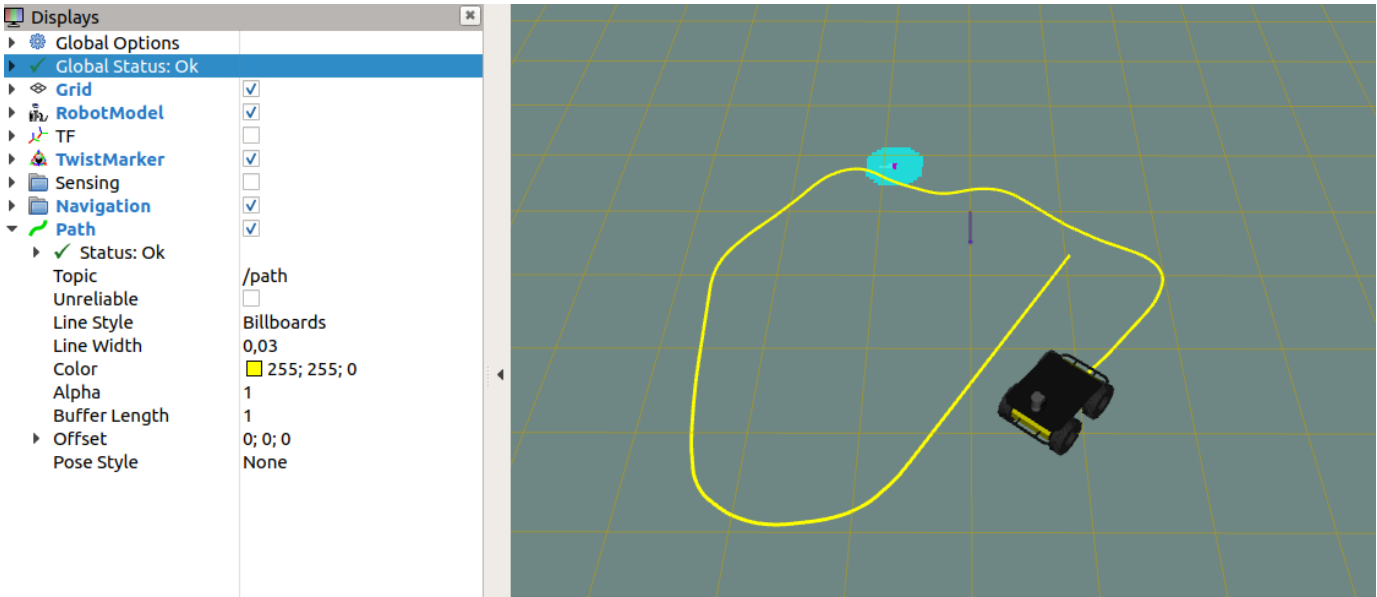 Displays
Global Options
Global Status: Ok
Grid
RobotModel
TF
TwistMarker
Sensing
Navigation
Path
Status: Ok
Topic /path
Unreliable
Line Style Billboards
Line Width 0,03
Color 255; 255; 0
Alpha 1
Buffer Length 1
Offset 0; 0; 0
Pose Style None